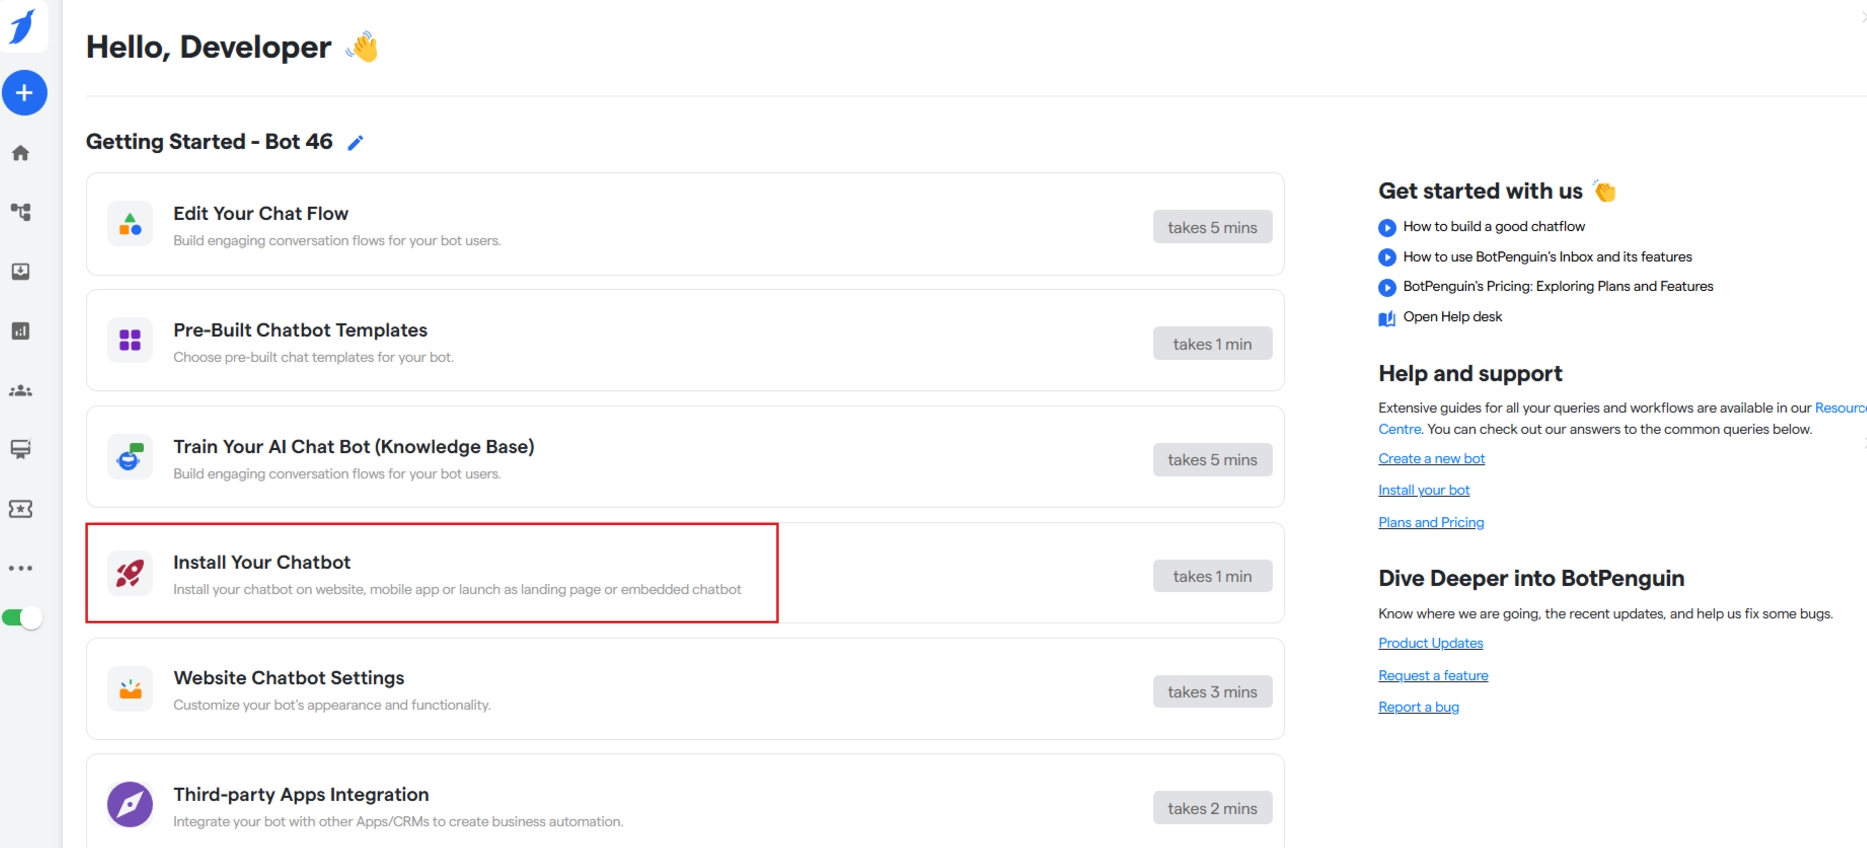 Hello, Developer
Getting Started - Bot 46
Edit Your Chat Flow
Build engaging conversation flows for your bot users.
takes 5 mins
Pre-Built Chatbot Templates
Choose pre-built chat templates for your bot.
takes 1 min
Train Your AI Chat Bot (Knowledge Base)
Build engaging conversation flows for your bot users.
takes 5 mins
Install Your Chatbot
Install your chatbot on website, mobile app or launch as landing page or embedded chatbot
takes 1 min
Website Chatbot Settings
Customize your bot's appearance and functionality.
takes 3 mins
Third-party Apps Integration
Integrate your bot with other Apps/CRMs to create business automation.
takes 2 mins
Get started with us
How to build a good chatflow
How to use BotPenguin's Inbox and its features
BotPenguin's Pricing: Exploring Plans and Features
Open Help desk
Help and support
Extensive guides for all your queries and workflows are available in our Resourc
Centre. You can check out our answers to the common queries below.
Create a new bot
Install your bot
Plans and Pricing
Dive Deeper into BotPenguin
Know where we are going, the recent updates, and help us fix some bugs.
Product Updates
Request a feature
Report a bug